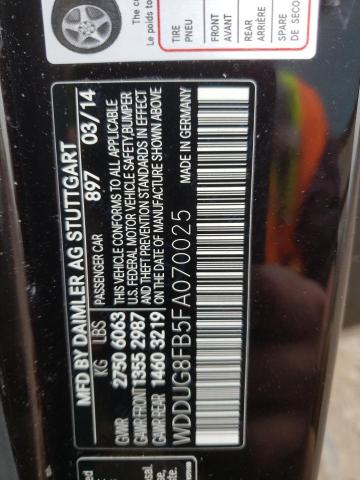 MFD BY DAIMLER AG STUTTGART
PASSENGER CAR 897 03/14
KG LBS
GVWR 2750 6063
GAWR FRONT 1355 2987
GAWR REAR 1460 3219
THIS VEHICLE CONFORMS TO ALL APPLICABLE
U.S. FEDERAL MOTOR VEHICLE SAFETY, BUMPER
AND THEFT PREVENTION STANDARDS IN EFFECT
ON THE DATE OF MANUFACTURE SHOWN ABOVE
MADE IN GERMANY
WDDUG8FB5FA070025
Le poids to
TIRE
PNEU
FRONT
AVANT
REAR
ARRIÈRE
SPARE
DE SECO